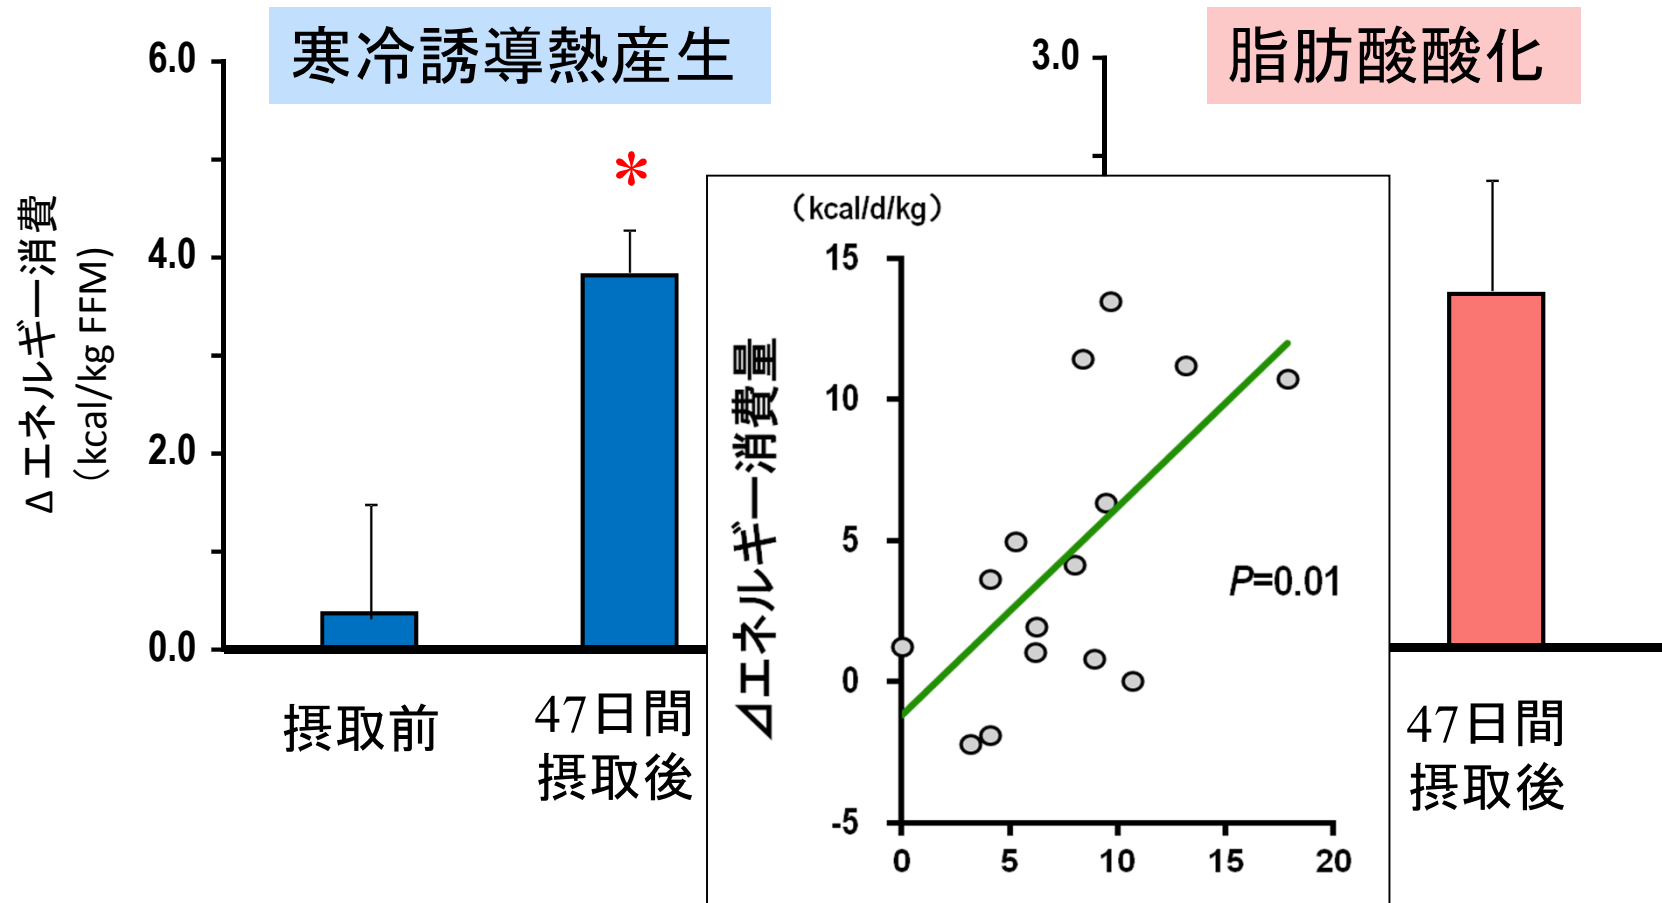 寒冷誘導熱産生
6.0
4.0
2.0
0.0
Δエネルギー消費
(kcal/kg FFM)
*
摂取前
47日間
摂取後
脂肪酸酸化
3.0
47日間
摂取後
(kcal/d/kg)
15
10
5
0
-5
⊿エネルギー消費量
P=0.01
0 5 10 15 20